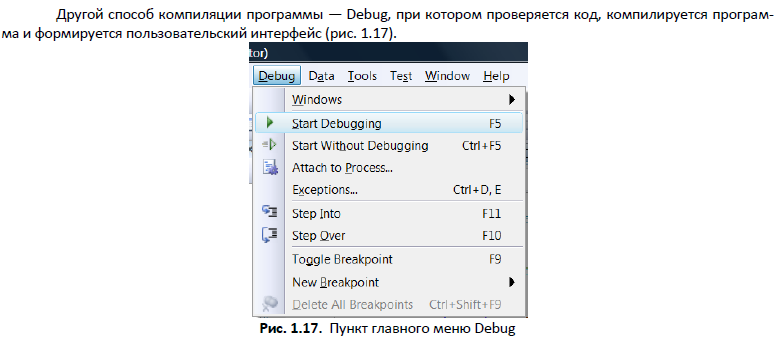 Другой способ компиляции программы — Debug, при котором проверяется код, компилируется програм-
ма и формируется пользовательский интерфейс (рис. 1.17).
tor)
Debug Data Tools Test Window Help
Windows
Start Debugging F5
Start Without Debugging Ctrl+F5
Attach to Process...
Exceptions... Ctrl+D, E
Step Into F11
Step Over F10
Toggle Breakpoint F9
New Breakpoint
Delete All Breakpoints Ctrl+Shift+F9
Рис. 1.17. Пункт главного меню Debug